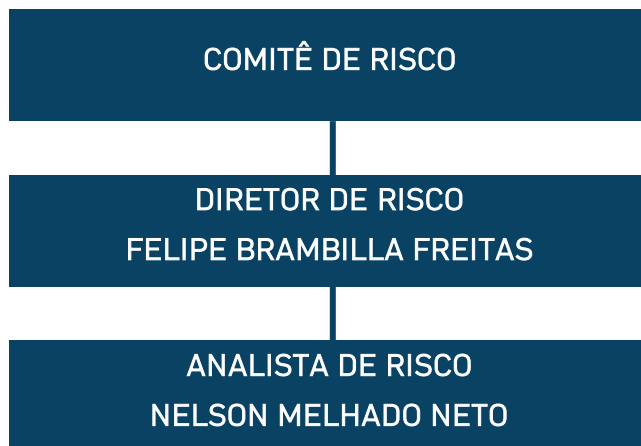 COMITÊ DE RISCO
DIRETOR DE RISCO
FELIPE BRAMBILLA FREITAS
ANALISTA DE RISCO
NELSON MELHADO NETO